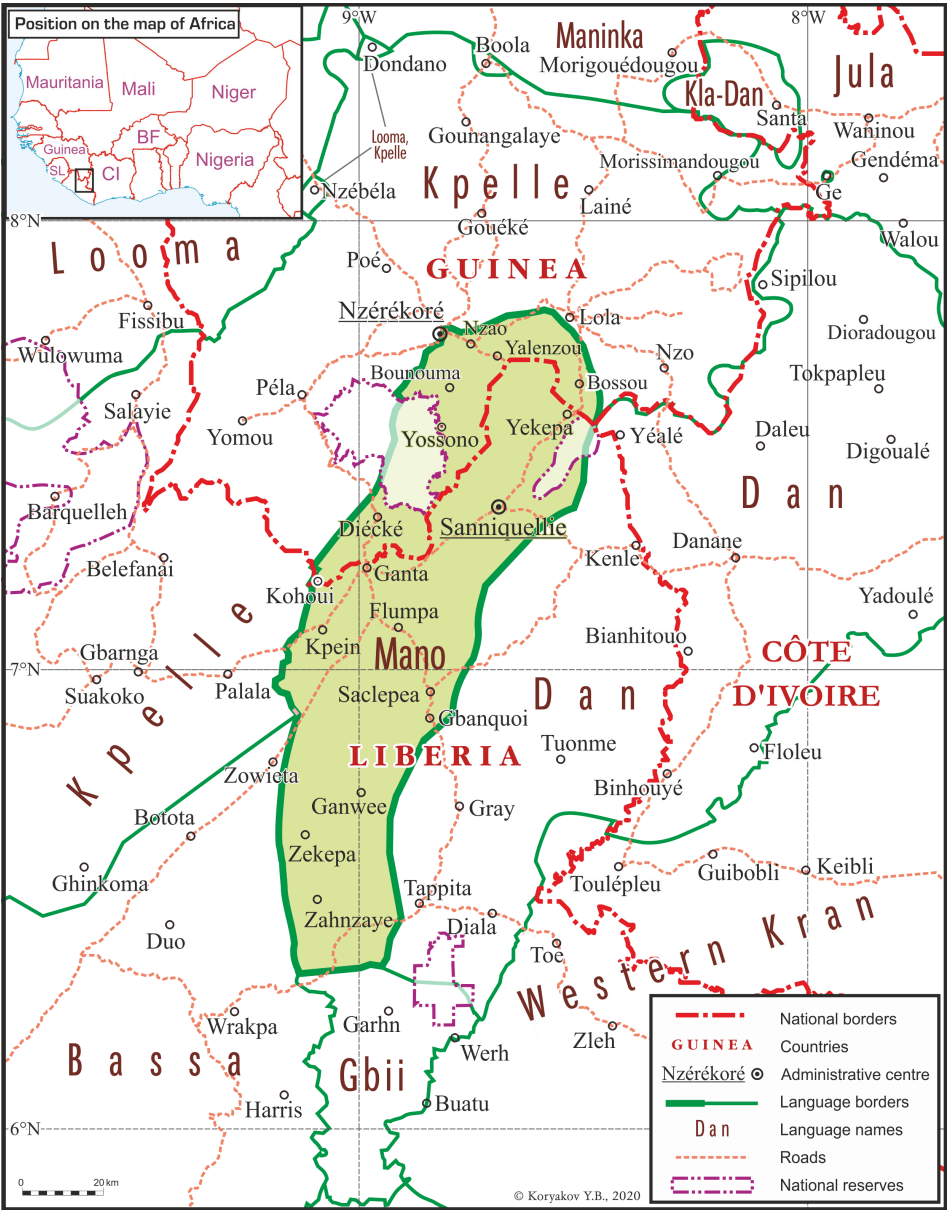 Position on the map of Africa
Mauritania
Mali
Niger
Guinea
BF
Nigeria
SL
CI
9°W
8°W
Dondano
Boola
Maninka
Morigouédougou
Kla-Dan
Jula
Santa
Waninou
Gounangalaye
Looma,
Kpelle
Morissimandougou
Gendéma
Nzébéla
Kpelle
Lainé
Ge
8°N
Gouéké
Walou
Looma
Poé
GUINEA
Sipilou
Fissibu
Nzérékoré
Nzao
Lola
Dioradougou
Wulowuma
Yalenzou
Nzo
Bounouma
Bossou
Tokpapleu
Péla
Salayie
Yomou
Yossono
Yekepa
Yéalé
Daleu
Digoualé
Dan
Barquelleh
Diécké
Sanniquellie
Danane
Belefanai
Ganta
Kenle
Kohoui
Yadoulé
Flumpa
Kpelle
Kpein
Bianhitouo
Gbarnga
Mano
CÔTE
D'IVOIRE
7°N
Suakoko
Palala
Saclepea
Dan
Gbanquoi
LIBERIA
Tuonme
Floleu
Zowieta
Binhouyé
Ganwee
Gray
Botota
Zekepa
Ghinkoma
Toulépleu
Guibobli
Keibli
Tappita
Zahnzaye
Diala
Duo
Toe
Western Kran
Wrakpa
Garhn
Zleh
Werh
Bassa
Gbii
Harris
Buatu
6°N
National borders
GUINEA Countries
Nzérékoré Administrative centre
Language borders
Dan Language names
Roads
National reserves
0 20 km
© Koryakov Y.B., 2020